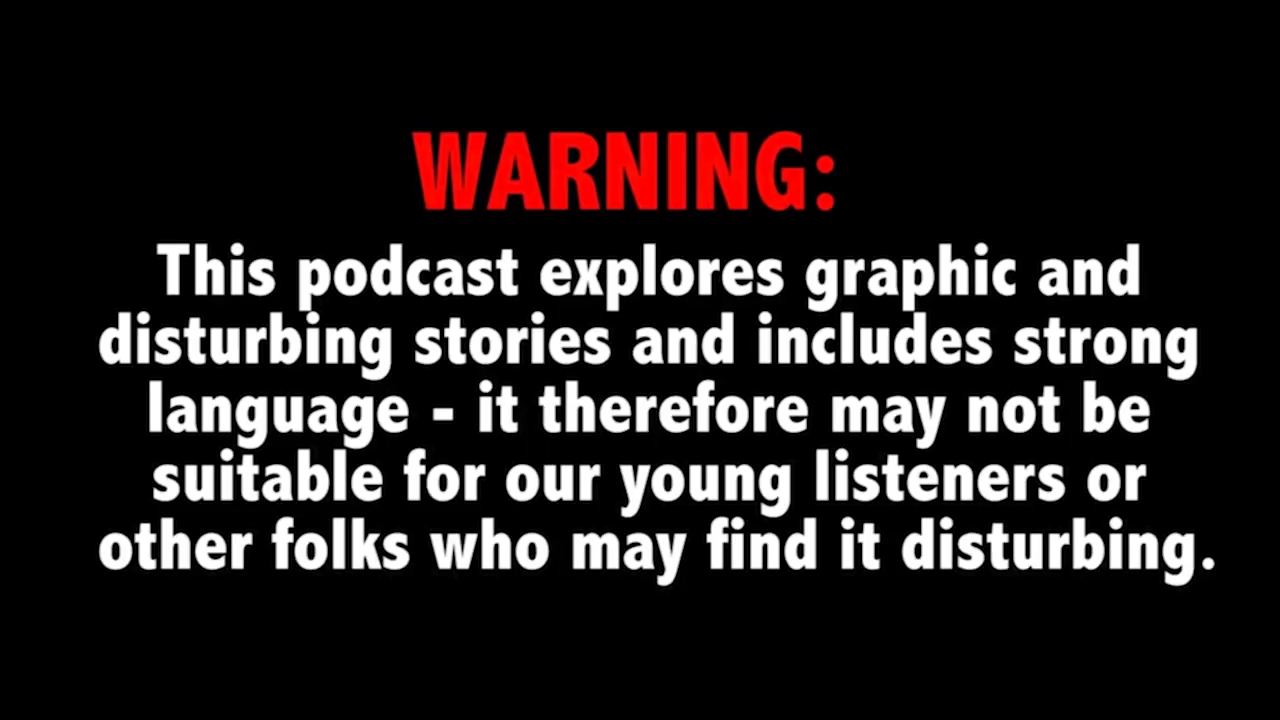 WARNING:
This podcast explores graphic and
disturbing stories and includes strong
language - it therefore may not be
suitable for our young listeners or
other folks who may find it disturbing.